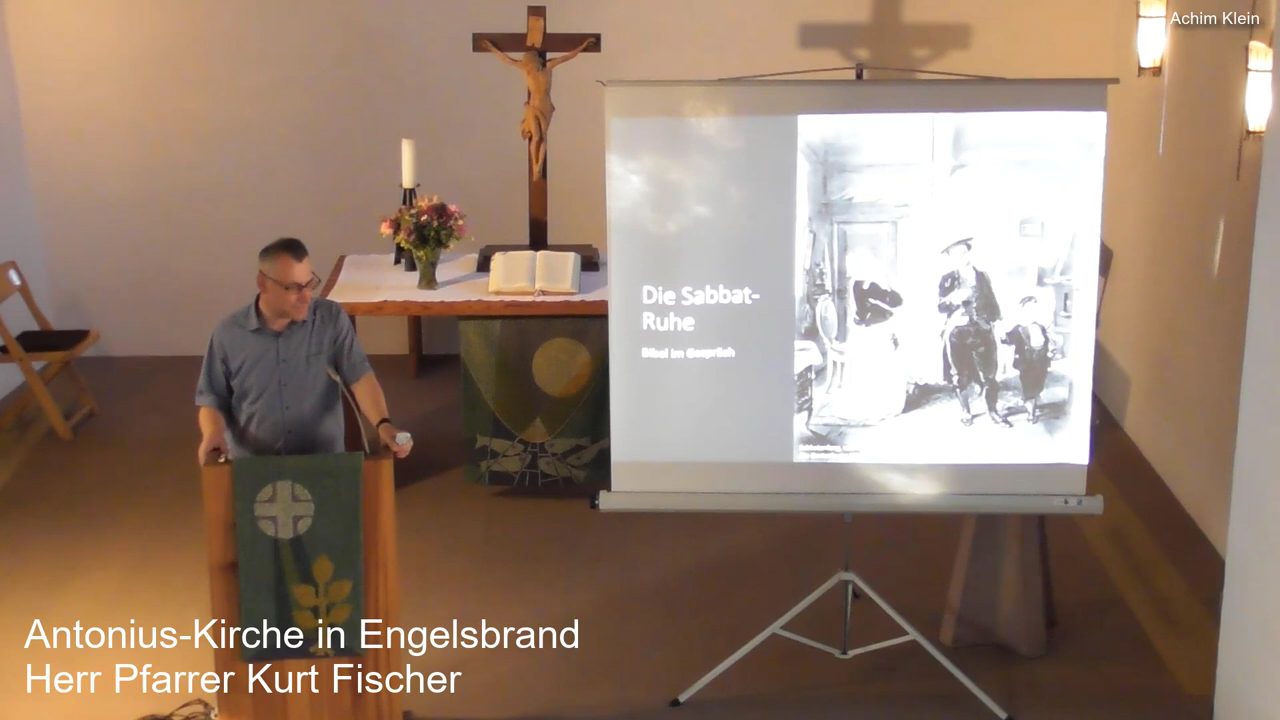 Achim Klein
Die Sabbat-
Ruhe
Bibel im Gespräch
Antonius-Kirche in Engelsbrand
Herr Pfarrer Kurt Fischer